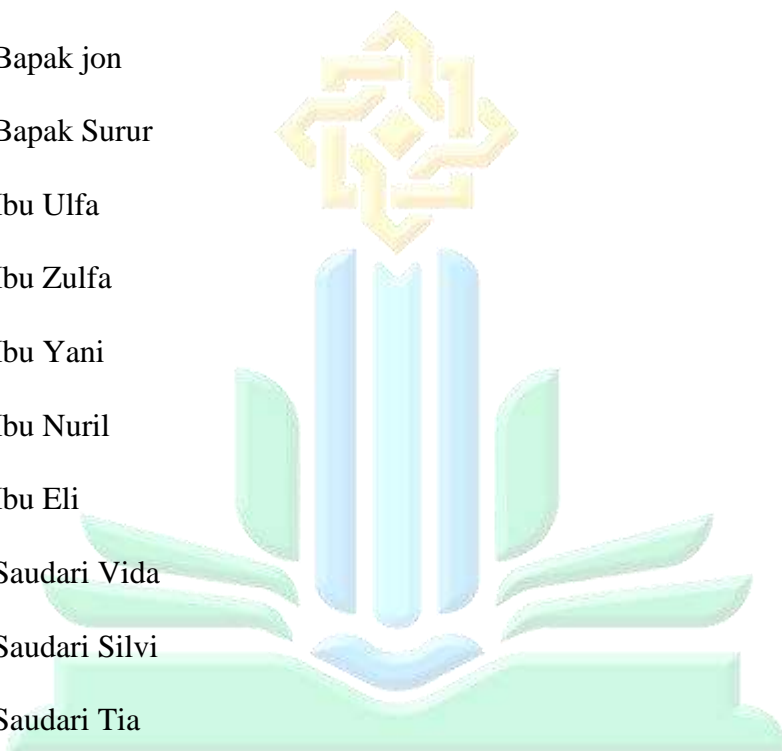 Bapak jon
Bapak Surur
Ibu Ulfa
Ibu Zulfa
Ibu Yani
Ibu Nuril
Ibu Eli
Saudari Vida
Saudari Silvi
Saudari Tia